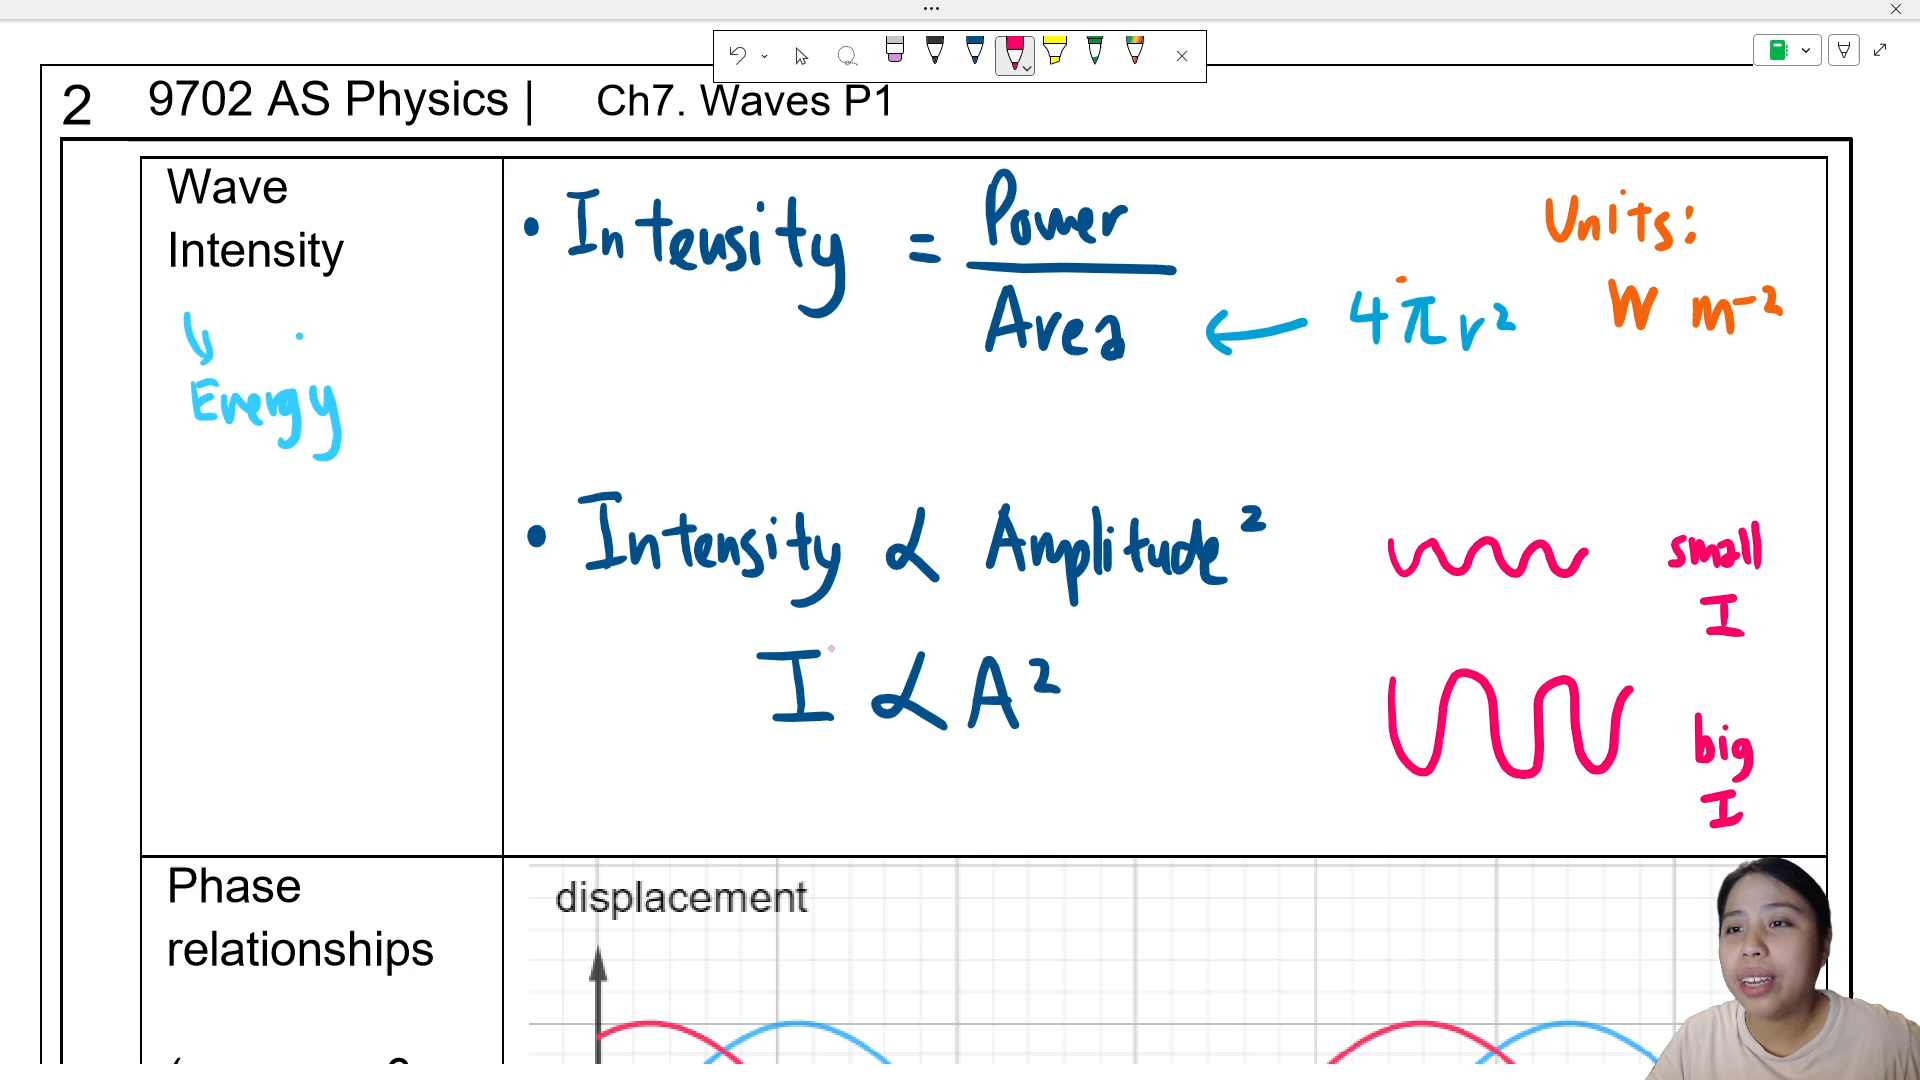 2 9702 AS Physics | Ch7. Waves P1
Wave
Intensity
Energy
• Intensity = Power
Area
← 4πr²
Units:
W m⁻²
• Intensity ∝ Amplitude²
I ∝ A²
small
I
big
I
Phase
relationships
displacement